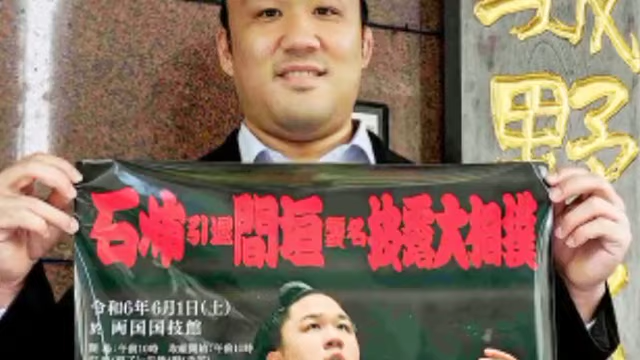 石浦引退間垣襲名披露大相撲
令和6年6月1日(土)
於 両国国技館
城野